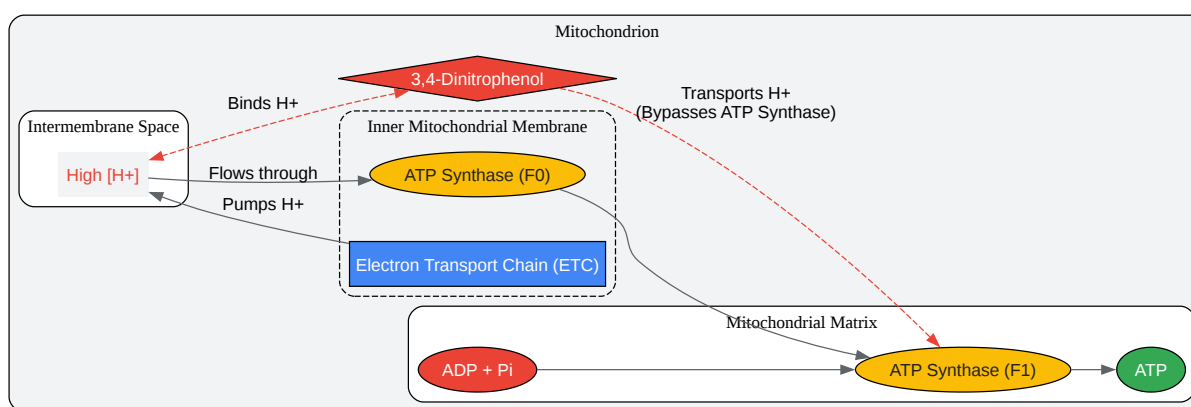 Mitochondrion
3,4-Dinitrophenol
Binds H+
Transports H+
(Bypasses ATP Synthase)
Intermembrane Space
Inner Mitochondrial Membrane
High [H+]
Flows through
ATP Synthase (F0)
Pumps H+
Electron Transport Chain (ETC)
Mitochondrial Matrix
ADP + Pi
ATP Synthase (F1)
ATP